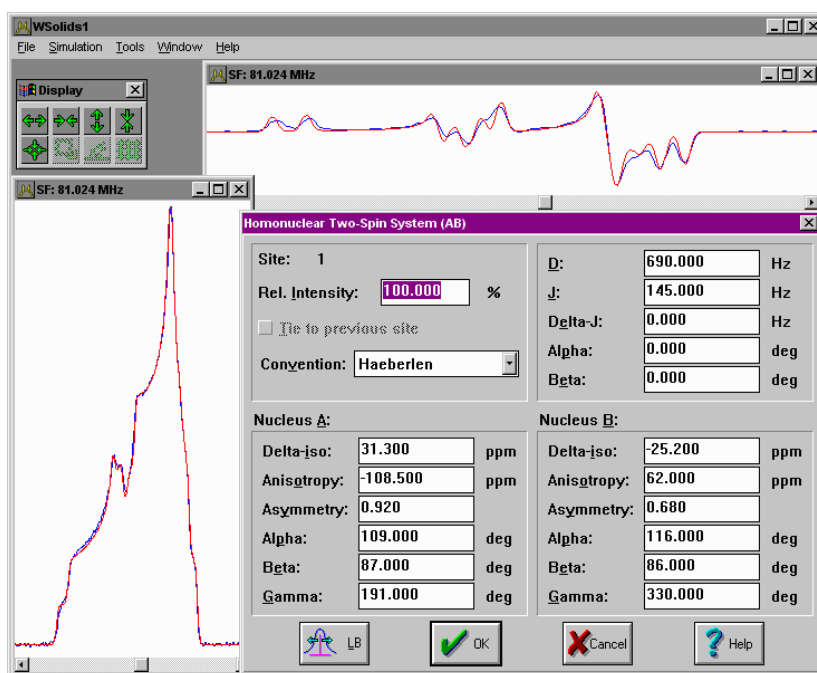 WSolids1
File Simulation Tools Window Help
Display
SF: 81.024 MHz
SF: 81.024 MHz
Homonuclear Two-Spin System (AB)
Site: 1
Rel. Intensity: 100.000 %
Tie to previous site
Convention: Haeberlen
D: 690.000 Hz
J: 145.000 Hz
Delta-J: 0.000 Hz
Alpha: 0.000 deg
Beta: 0.000 deg
Nucleus A:
Delta-iso: 31.300 ppm
Anisotropy: -108.500 ppm
Asymmetry: 0.920
Alpha: 109.000 deg
Beta: 87.000 deg
Gamma: 191.000 deg
Nucleus B:
Delta-iso: -25.200 ppm
Anisotropy: 62.000 ppm
Asymmetry: 0.680
Alpha: 116.000 deg
Beta: 86.000 deg
Gamma: 330.000 deg
LB OK Cancel Help